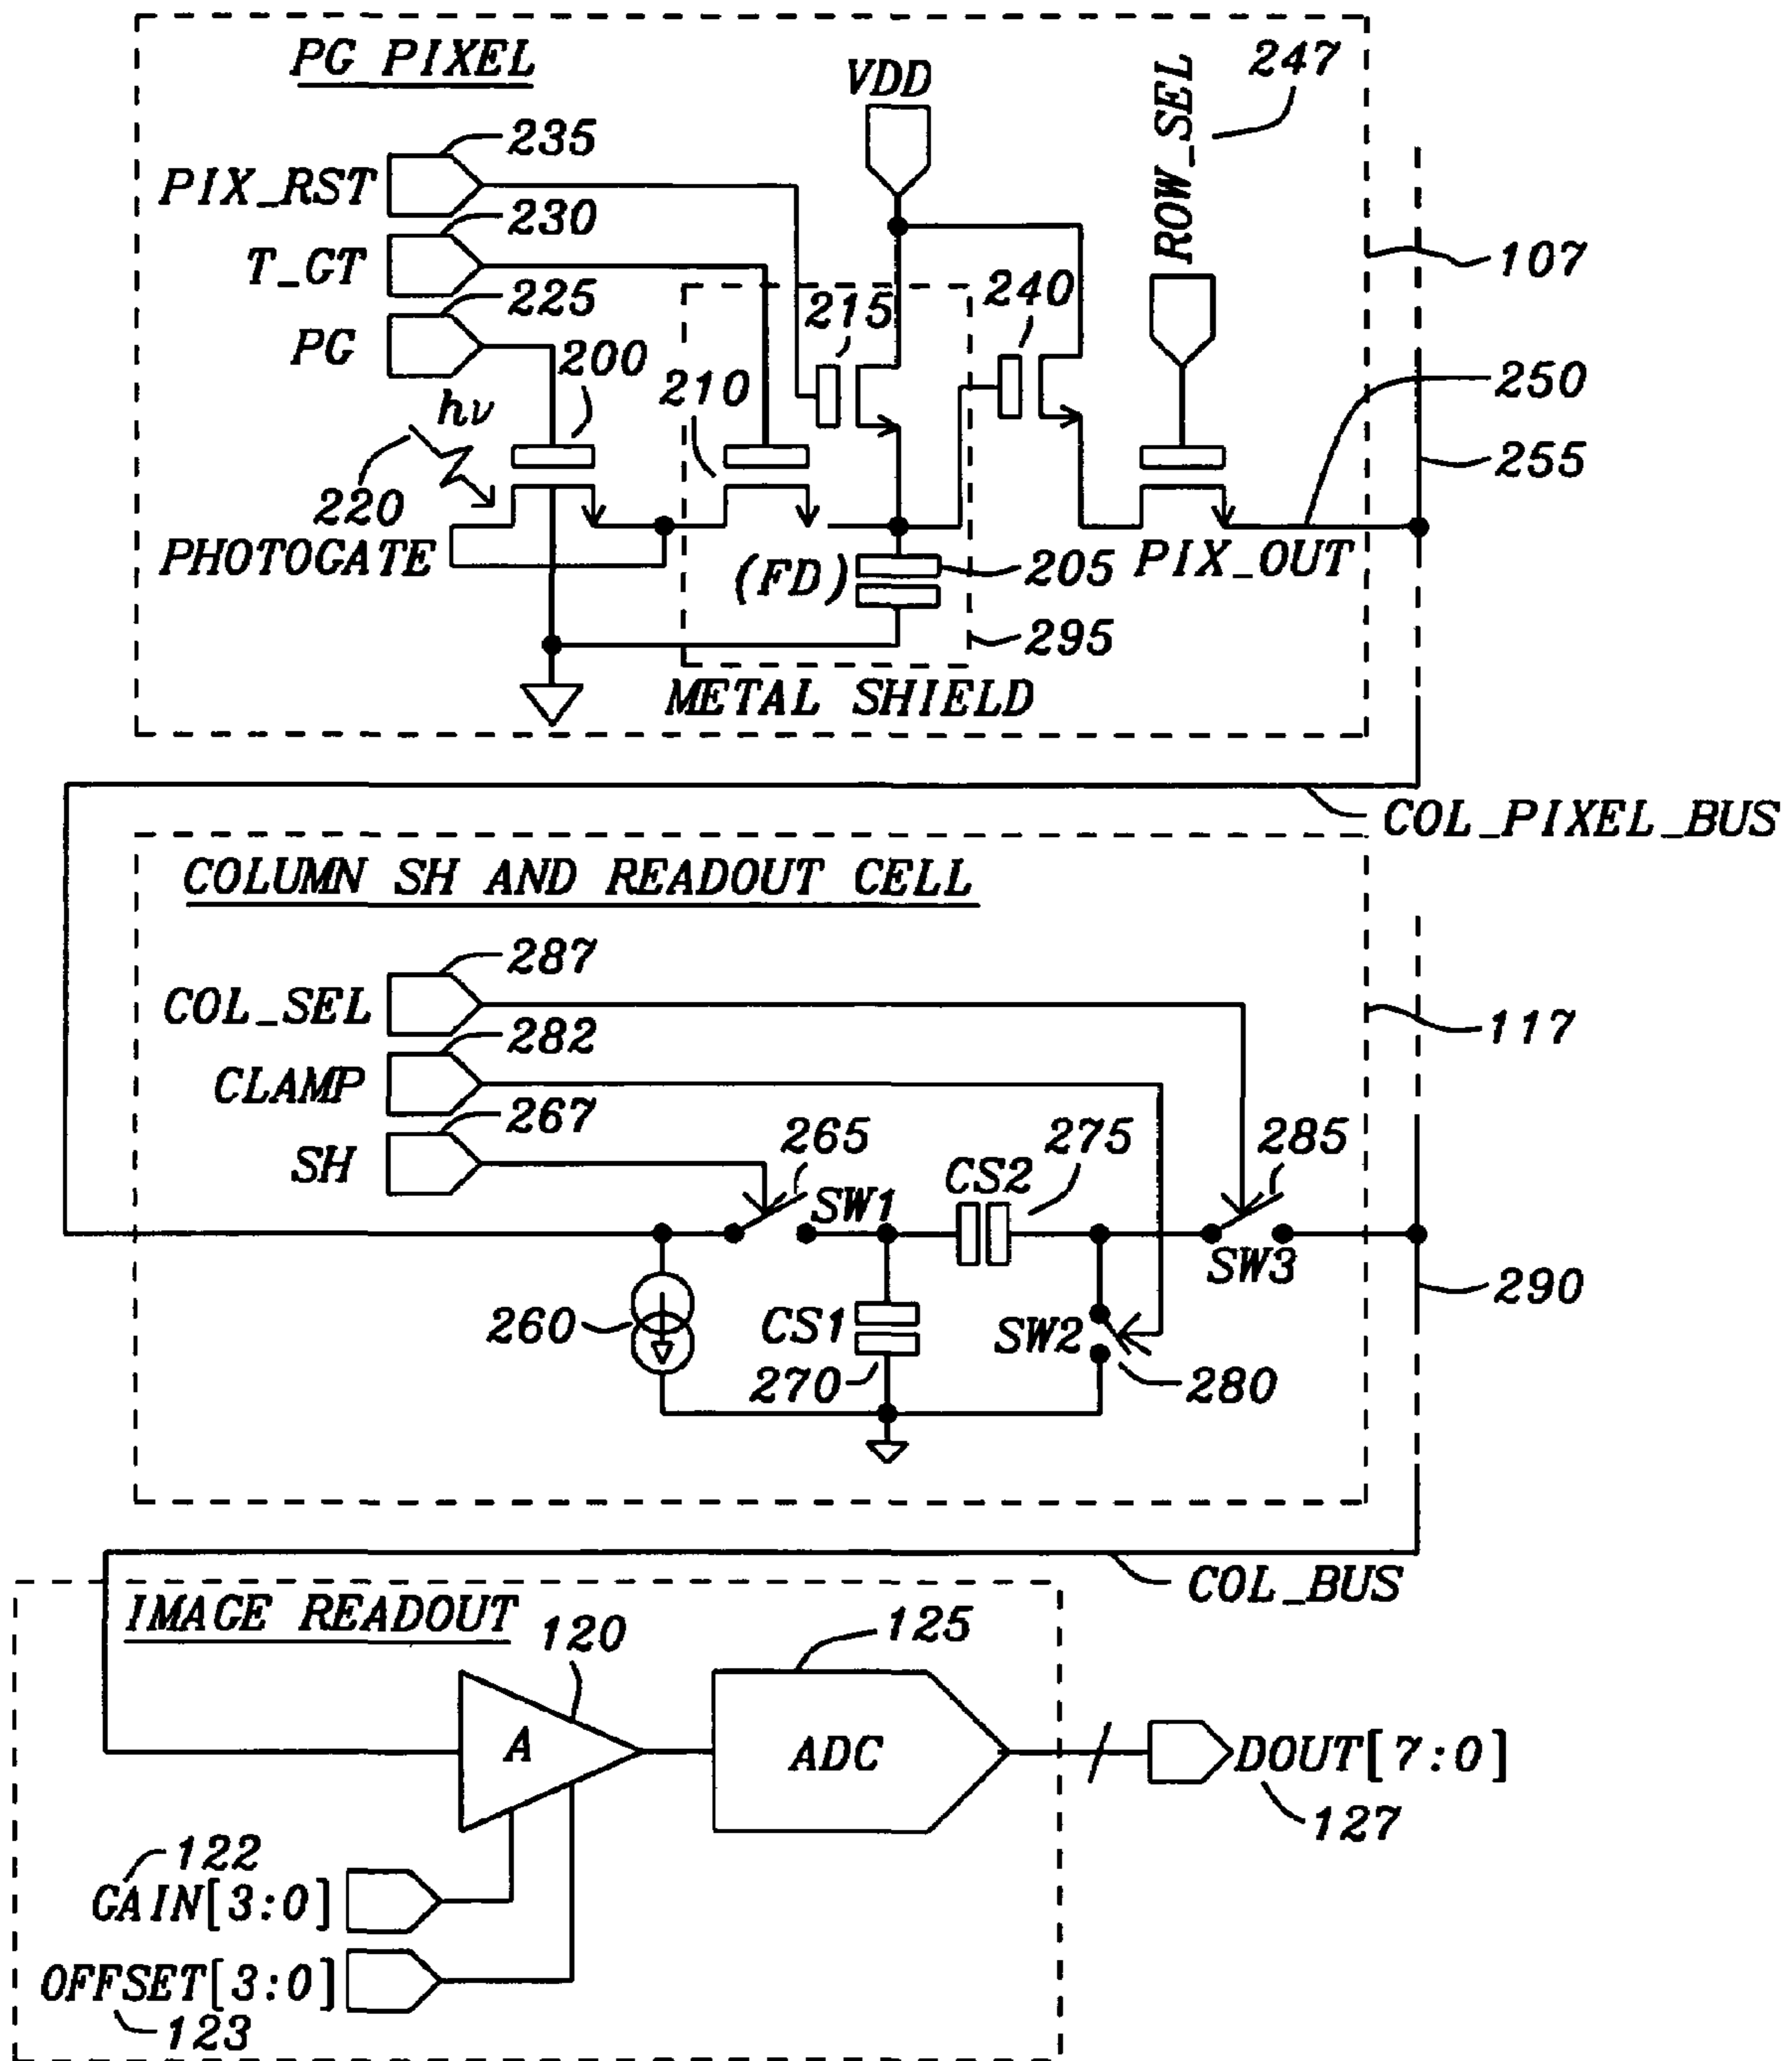 PG PIXEL
VDD
ROW_SEL
247
235
PIX_RST
230
T_GT
225
PG
hν
200
210
215
240
107
250
255
220
PHOTOGATE
(FD)
205
PIX_OUT
295
METAL SHIELD
COL_PIXEL_BUS
COLUMN SH AND READOUT CELL
287
COL_SEL
282
CLAMP
267
SH
117
265
SW1
CS2
275
285
SW3
290
260
CS1
270
SW2
280
COL_BUS
IMAGE READOUT
120
125
A
ADC
DOUT[7:0]
127
122
GAIN[3:0]
OFFSET[3:0]
123